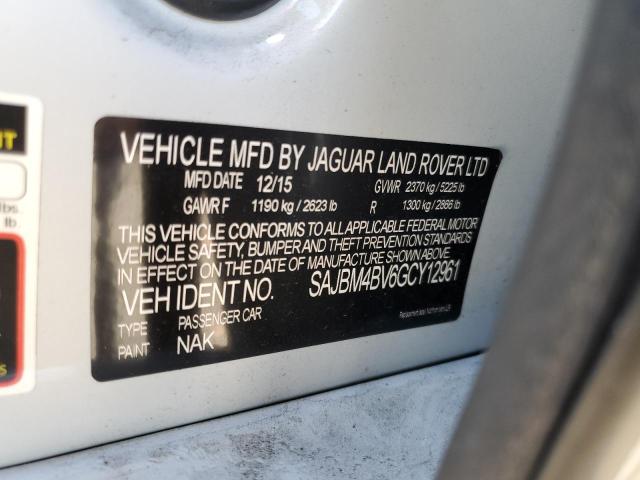 NT
lbs.
lb.
VEHICLE MFD BY JAGUAR LAND ROVER LTD
MFD DATE 12/15 GVWR 2370 kg / 5225 lb
GAWR F 1190 kg / 2623 lb R 1300 kg / 2866 lb
THIS VEHICLE CONFORMS TO ALL APPLICABLE FEDERAL MOTOR
VEHICLE SAFETY, BUMPER AND THEFT PREVENTION STANDARDS
IN EFFECT ON THE DATE OF MANUFACTURE SHOWN ABOVE.
VEH IDENT NO. SAJBM4BV6GCY12961
TYPE PASSENGER CAR
PAINT NAK